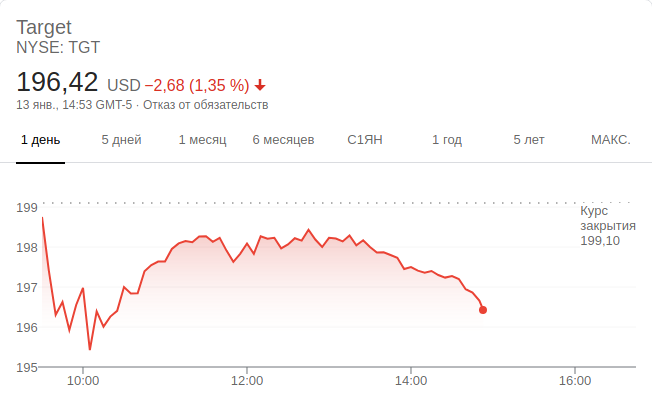 Target
NYSE: TGT
196,42 USD −2,68 (1,35 %)
13 янв., 14:53 GMT-5 · Отказ от обязательств
1 день 5 дней 1 месяц 6 месяцев С1ЯН 1 год 5 лет МАКС.
199
Курс
закрытия
199,10
198
197
196
195
10:00 12:00 14:00 16:00